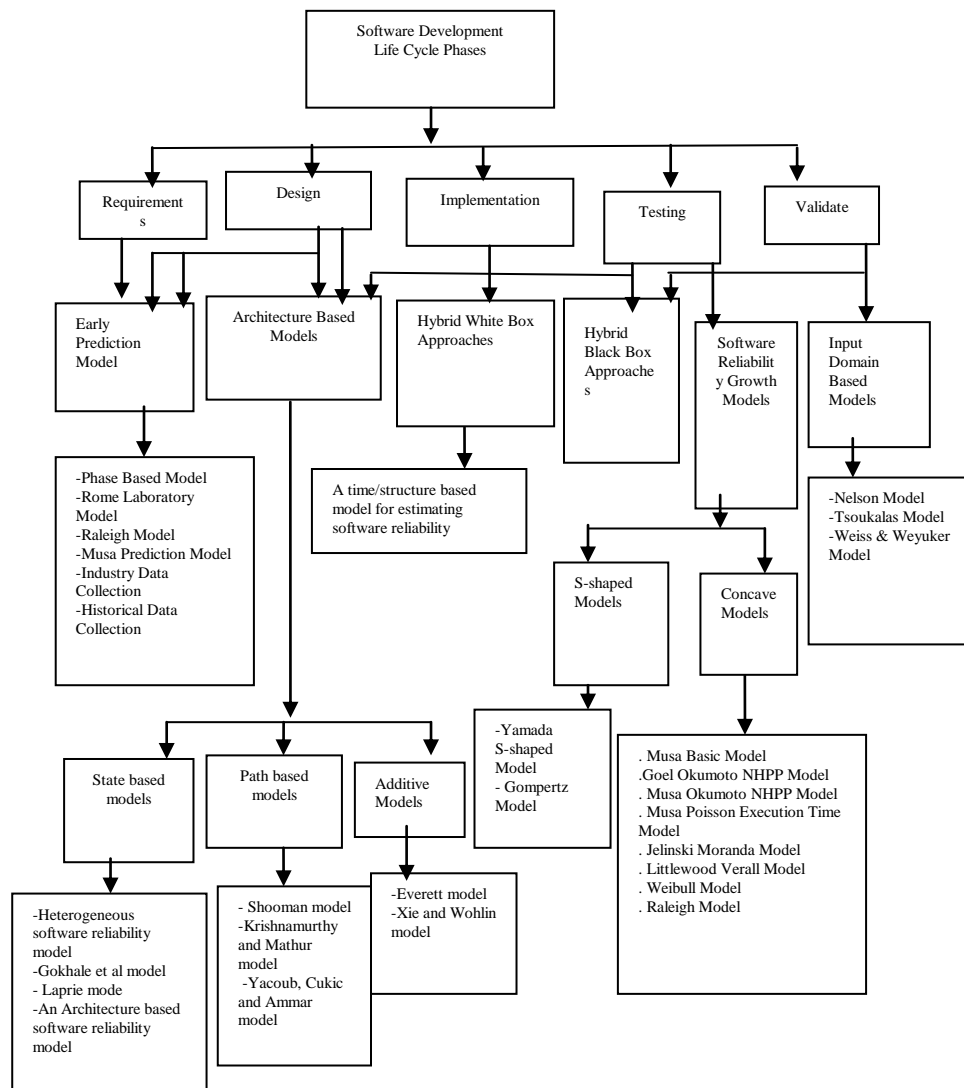 Software Development
Life Cycle Phases
Requirement
s
Design
Implementation
Testing
Validate
Early
Prediction
Model
Architecture Based
Models
Hybrid White Box
Approaches
Hybrid
Black Box
Approache
s
Software
Reliabilit
y Growth
Models
Input
Domain
Based
Models
-Phase Based Model
-Rome Laboratory
Model
-Raleigh Model
-Musa Prediction Model
-Industry Data
Collection
-Historical Data
Collection
A time/structure based
model for estimating
software reliability
-Nelson Model
-Tsoukalas Model
-Weiss & Weyuker
Model
S-shaped
Models
Concave
Models
-Yamada
S-shaped
Model
- Gompertz
Model
. Musa Basic Model
.Goel Okumoto NHPP Model
. Musa Okumoto NHPP Model
. Musa Poisson Execution Time
Model
. Jelinski Moranda Model
. Littlewood Verall Model
. Weibull Model
. Raleigh Model
State based
models
Path based
models
Additive
Models
-Heterogeneous
software reliability
model
-Gokhale et al model
- Laprie mode
-An Architecture based
software reliability
model
- Shooman model
-Krishnamurthy
and Mathur
model
-Yacoub, Cukic
and Ammar
model
-Everett model
-Xie and Wohlin
model